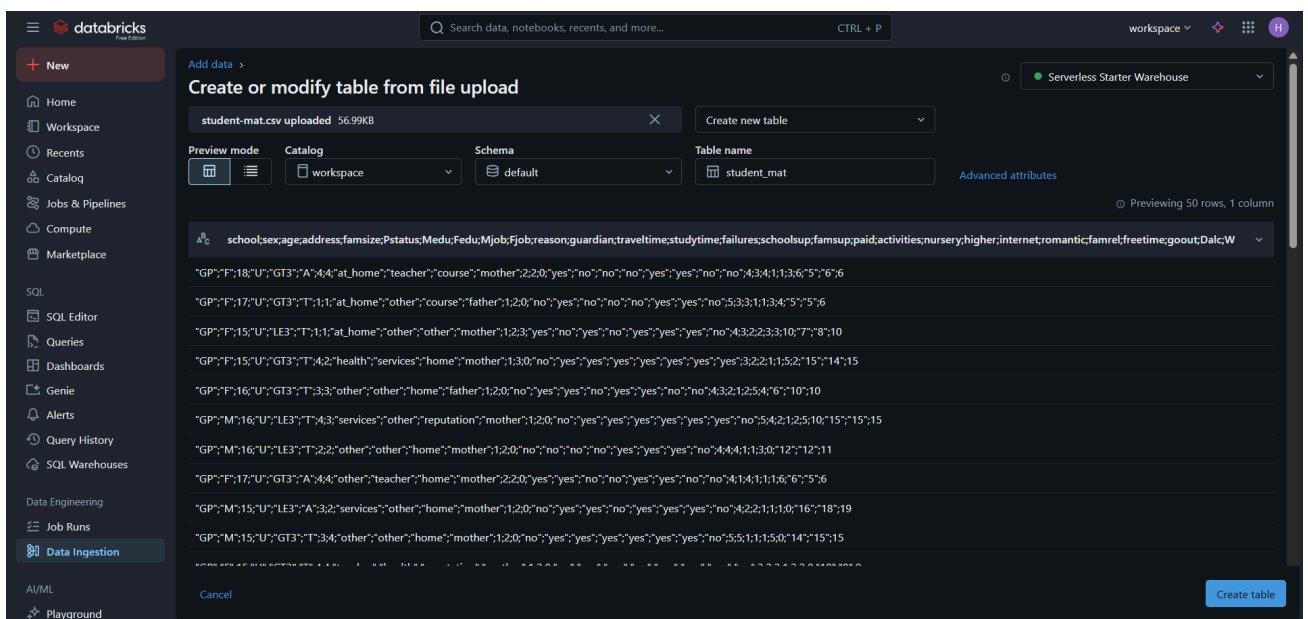 databricks
Free Edition
Search data, notebooks, recents, and more...
CTRL + P
workspace
H
New
Home
Workspace
Recents
Catalog
Jobs & Pipelines
Compute
Marketplace
SQL
SQL Editor
Queries
Dashboards
Genie
Alerts
Query History
SQL Warehouses
Data Engineering
Job Runs
Data Ingestion
AI/ML
Playground
Add data ›
Create or modify table from file upload
Serverless Starter Warehouse
student-mat.csv uploaded 56.99KB
Create new table
Preview mode
Catalog
Schema
Table name
workspace
default
student_mat
Advanced attributes
Previewing 50 rows, 1 column
school;sex;age;address;famsize;Pstatus;Medu;Fedu;Mjob;Fjob;reason;guardian;traveltime;studytime;failures;schoolsup;famsup;paid;activities;nursery;higher;internet;romantic;famrel;freetime;goout;Dalc;W
"GP";"F";18;"U";"GT3";"A";4;4;"at_home";"teacher";"course";"mother";2;2;0;"yes";"no";"no";"no";"yes";"yes";"no";"no";4;3;4;1;1;3;6;"5";"6";6
"GP";"F";17;"U";"GT3";"T";1;1;"at_home";"other";"course";"father";1;2;0;"no";"yes";"no";"no";"no";"yes";"yes";"no";5;3;3;1;1;3;4;"5";"5";6
"GP";"F";15;"U";"LE3";"T";1;1;"at_home";"other";"other";"mother";1;2;3;"yes";"no";"yes";"no";"yes";"yes";"yes";"no";4;3;2;2;3;3;10;"7";"8";10
"GP";"F";15;"U";"GT3";"T";4;2;"health";"services";"home";"mother";1;3;0;"no";"yes";"yes";"yes";"yes";"yes";"yes";"yes";3;2;2;1;1;5;2;"15";"14";15
"GP";"F";16;"U";"GT3";"T";3;3;"other";"other";"home";"father";1;2;0;"no";"yes";"yes";"no";"yes";"yes";"no";"no";4;3;2;1;2;5;4;"6";"10";10
"GP";"M";16;"U";"LE3";"T";4;3;"services";"other";"reputation";"mother";1;2;0;"no";"yes";"yes";"yes";"yes";"yes";"yes";"no";5;4;2;1;2;5;10;"15";"15";15
"GP";"M";16;"U";"LE3";"T";2;2;"other";"other";"home";"mother";1;2;0;"no";"no";"no";"no";"yes";"yes";"yes";"no";4;4;4;1;1;3;0;"12";"12";11
"GP";"F";17;"U";"GT3";"A";4;4;"other";"teacher";"home";"mother";2;2;0;"yes";"yes";"no";"no";"yes";"yes";"no";"no";4;1;4;1;1;1;6;"6";"5";6
"GP";"M";15;"U";"LE3";"A";3;2;"services";"other";"home";"mother";1;2;0;"no";"yes";"yes";"no";"yes";"yes";"yes";"no";4;2;2;1;1;1;0;"16";"18";19
"GP";"M";15;"U";"GT3";"T";3;4;"other";"other";"home";"mother";1;2;0;"no";"yes";"yes";"yes";"yes";"yes";"yes";"no";5;5;1;1;1;5;0;"14";"15";15
Cancel
Create table